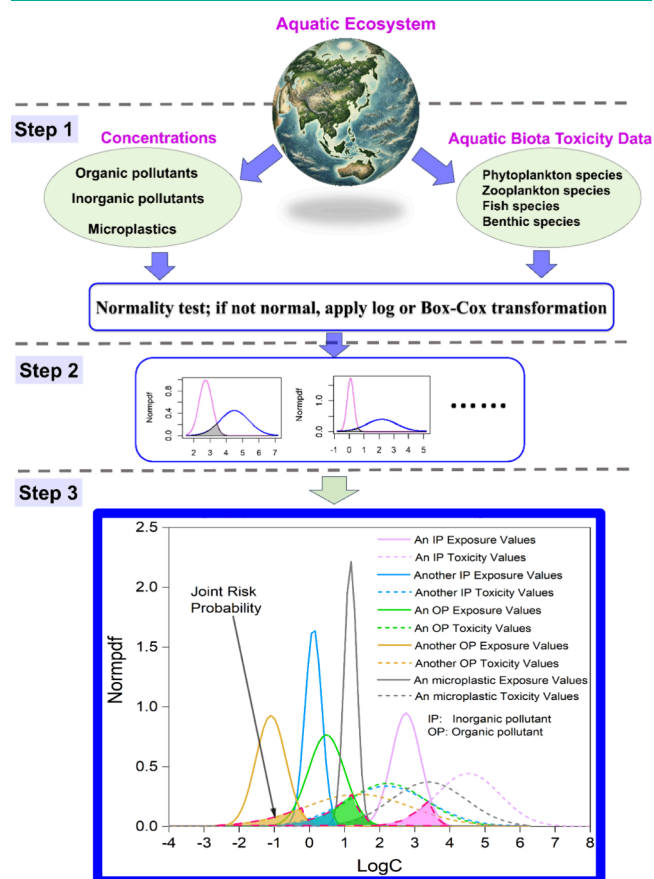 Aquatic Ecosystem
Step 1
Concentrations
Organic pollutants
Inorganic pollutants
Microplastics
Aquatic Biota Toxicity Data
Phytoplankton species
Zooplankton species
Fish species
Benthic species
Normality test; if not normal, apply log or Box-Cox transformation
Step 2
Normpdf
0.8
0.4
0.0
2 3 4 5 6 7
Normpdf
1.0
0.0
-1 0 1 2 3 4 5
......
Step 3
Normpdf
2.5
2.0
1.5
1.0
0.5
0.0
Joint Risk
Probability
An IP Exposure Values
An IP Toxicity Values
Another IP Exposure Values
Another IP Toxicity Values
An OP Exposure Values
An OP Toxicity Values
Another OP Exposure Values
Another OP Toxicity Values
An microplastic Exposure Values
An microplastic Toxicity Values
IP: Inorganic pollutant
OP: Organic pollutant
-4 -3 -2 -1 0 1 2 3 4 5 6 7 8
LogC